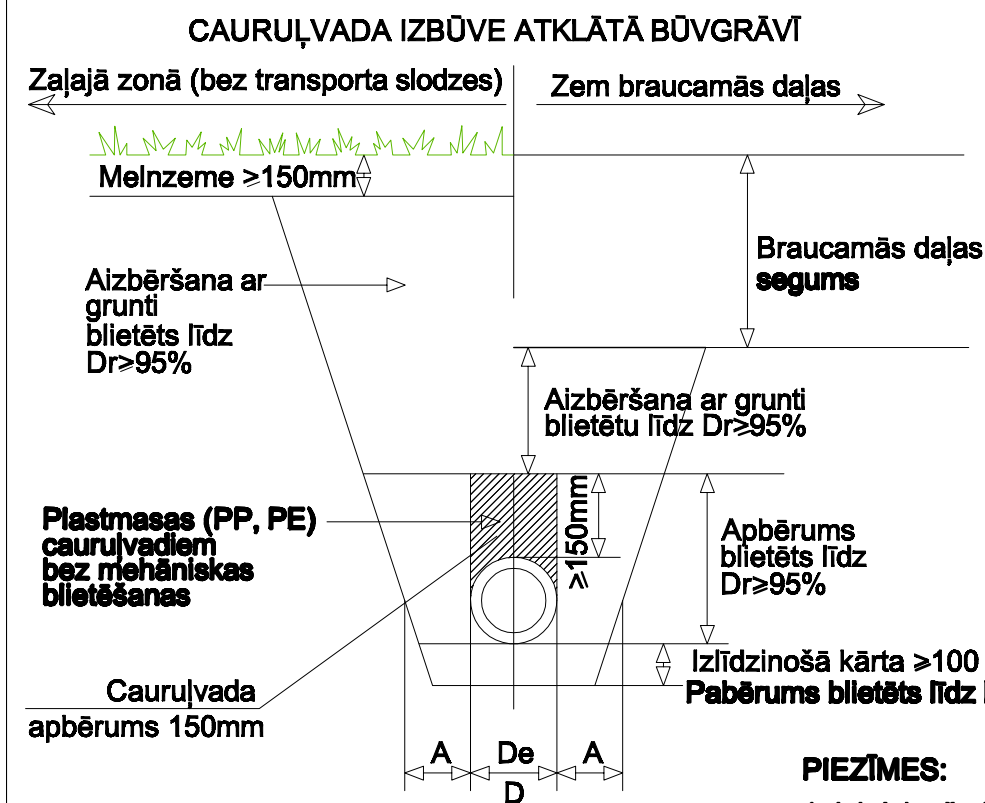 CAURUĻVADA IZBŪVE ATKLĀTĀ BŪVGRĀVĪ
Zaļajā zonā (bez transporta slodzes)
Zem braucamās daļas
Melnzeme ≥150mm
Braucamās daļas
segums
Aizbēršana ar
grunti
blietēts līdz
Dr≥95%
Aizbēršana ar grunti
blietētu līdz Dr≥95%
Plastmasas (PP, PE)
cauruļvadiem
bez mehāniskas
blietēšanas
≥150mm
Apbērums
blietēts līdz
Dr≥95%
Izlīdzinošā kārta ≥100
Pabērums blietēts līdz
Cauruļvada
apbērums 150mm
A
De
A
D
PIEZĪMES: